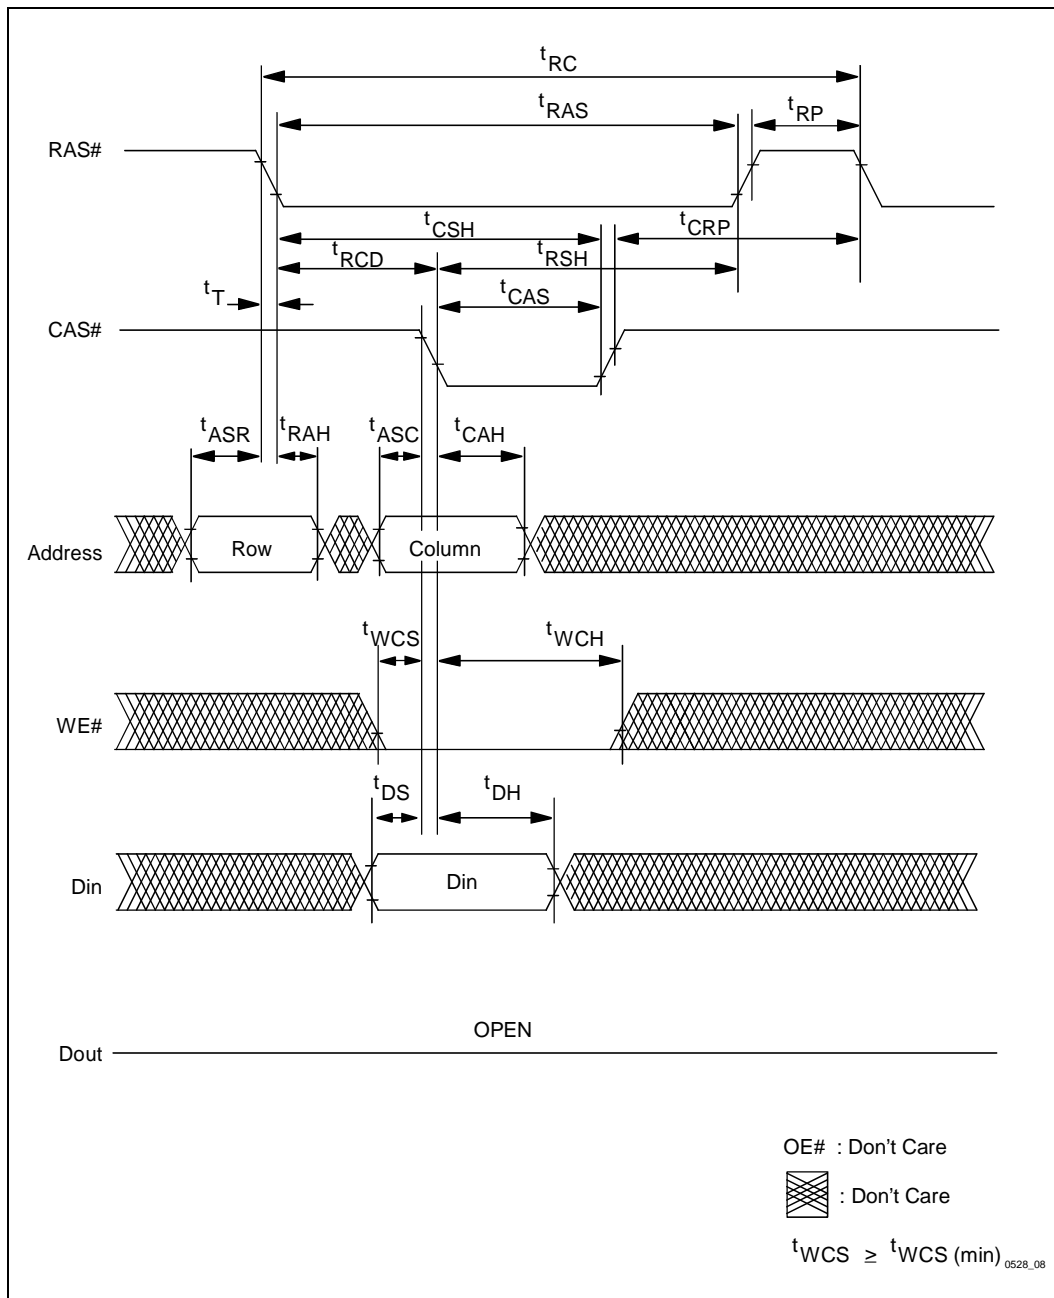 tRC
tRAS
tRP
RAS#
tCSH
tCRP
tRCD
tRSH
tT
tCAS
CAS#
tASR
tRAH
tASC
tCAH
Address
Row
Column
tWCS
tWCH
WE#
tDS
tDH
Din
Din
OPEN
Dout
OE# : Don't Care
: Don't Care
tWCS ≥ tWCS (min)
0528_08